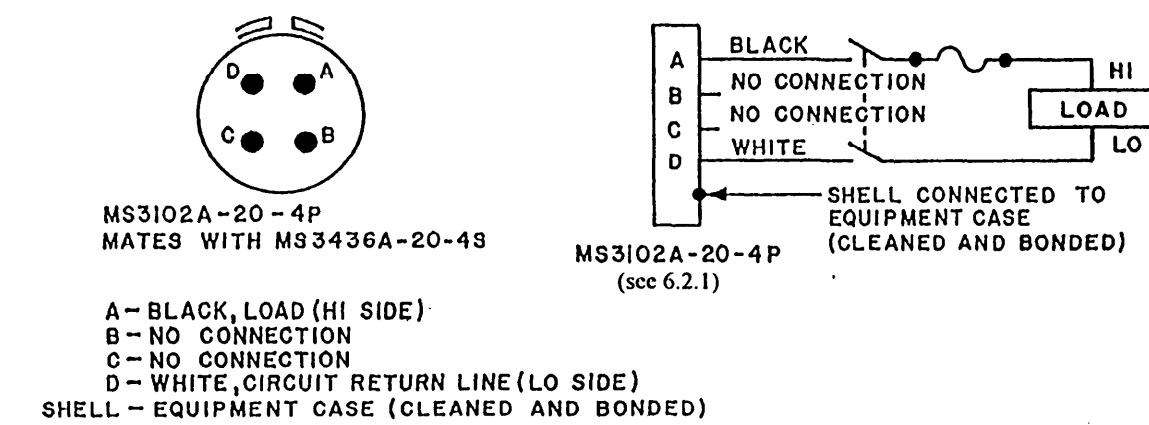 D A
C B
MS3102A-20-4P
MATES WITH MS3436A-20-4S
A BLACK
NO CONNECTION
B
NO CONNECTION
C
D WHITE
HI
LOAD
LO
SHELL CONNECTED TO
EQUIPMENT CASE
(CLEANED AND BONDED)
MS3102A-20-4P
(see 6.2.1)
A-BLACK, LOAD (HI SIDE)
B-NO CONNECTION
C-NO CONNECTION
D-WHITE, CIRCUIT RETURN LINE (LO SIDE)
SHELL-EQUIPMENT CASE (CLEANED AND BONDED)